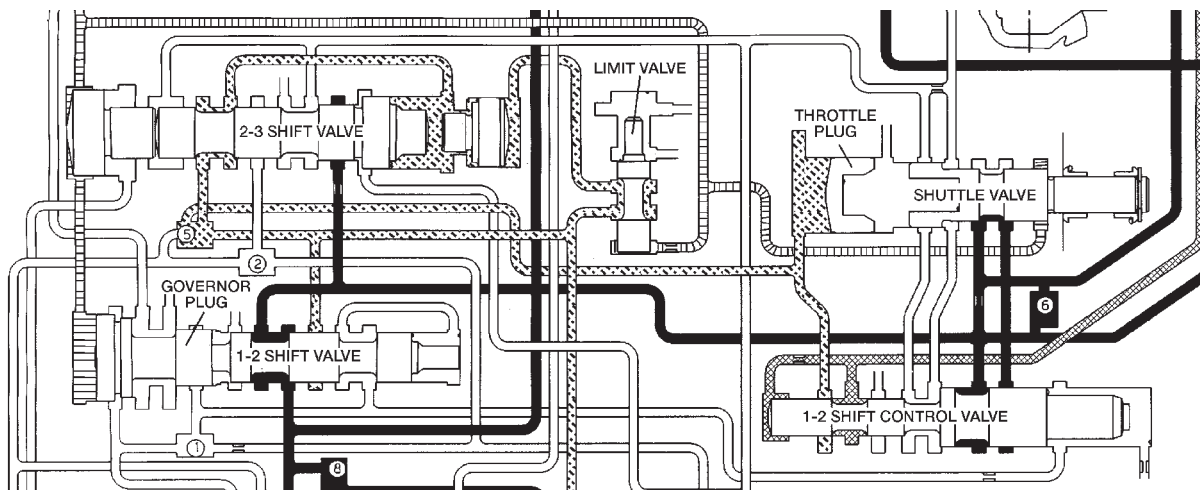 LIMIT VALVE
THROTTLE
PLUG
2-3 SHIFT VALVE
SHUTTLE VALVE
5
2
GOVERNOR
PLUG
6
1-2 SHIFT VALVE
1-2 SHIFT CONTROL VALVE
1
8